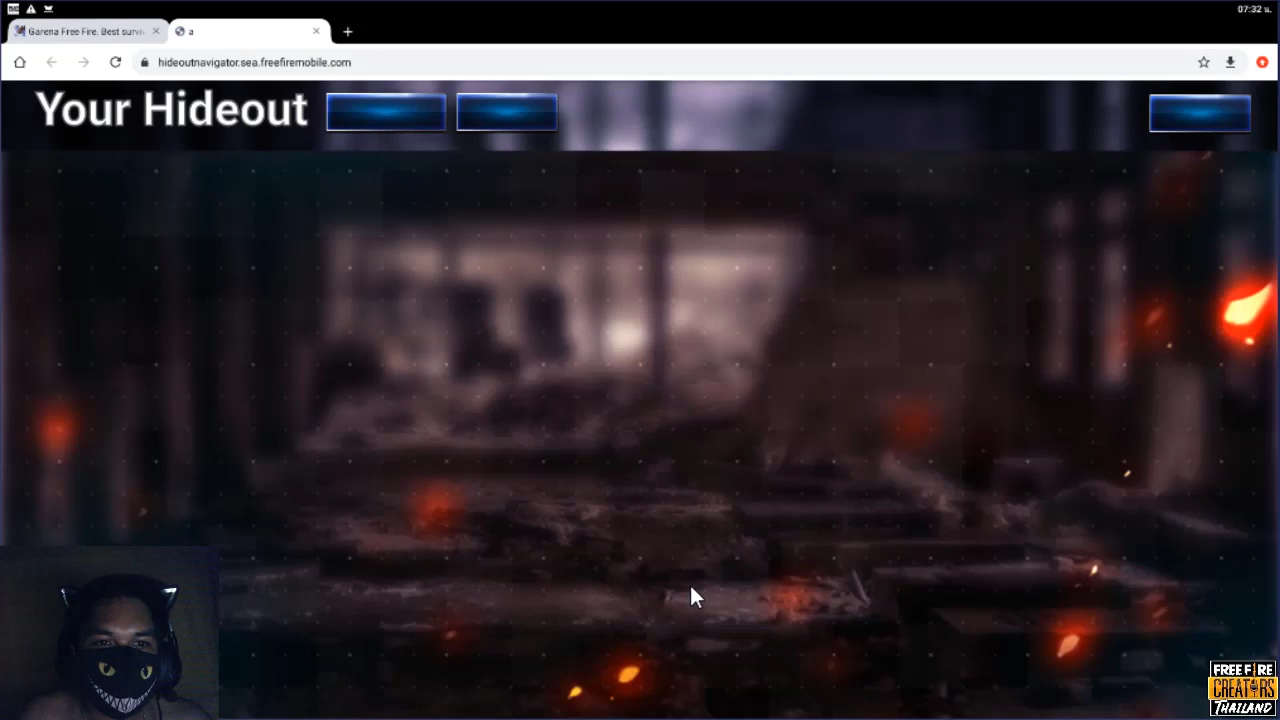 07:32 น.
Garena Free Fire. Best survi
a
hideoutnavigator.sea.freefiremobile.com
Your Hideout
FREE FIRE
CREATORS
THAILAND